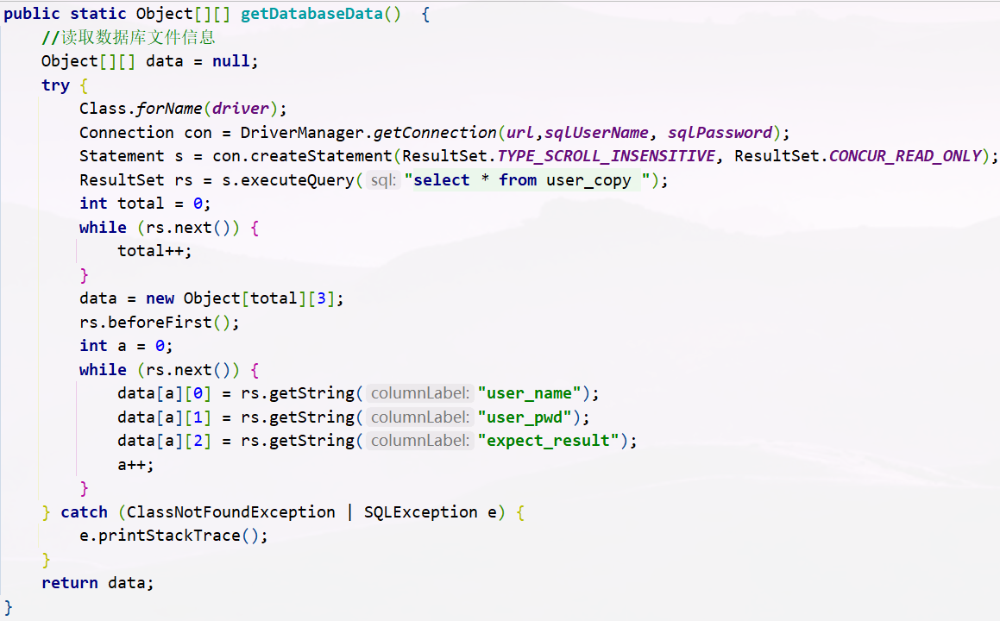 public static Object[][] getDatabaseData()  {
    //读取数据库文件信息
    Object[][] data = null;
    try {
        Class.forName(driver);
        Connection con = DriverManager.getConnection(url,sqlUserName, sqlPassword);
        Statement s = con.createStatement(ResultSet.TYPE_SCROLL_INSENSITIVE, ResultSet.CONCUR_READ_ONLY);
        ResultSet rs = s.executeQuery( sql: "select * from user_copy ");
        int total = 0;
        while (rs.next()) {
            total++;
        }
        data = new Object[total][3];
        rs.beforeFirst();
        int a = 0;
        while (rs.next()) {
            data[a][0] = rs.getString( columnLabel: "user_name");
            data[a][1] = rs.getString( columnLabel: "user_pwd");
            data[a][2] = rs.getString( columnLabel: "expect_result");
            a++;
        }
    } catch (ClassNotFoundException | SQLException e) {
        e.printStackTrace();
    }
    return data;
}